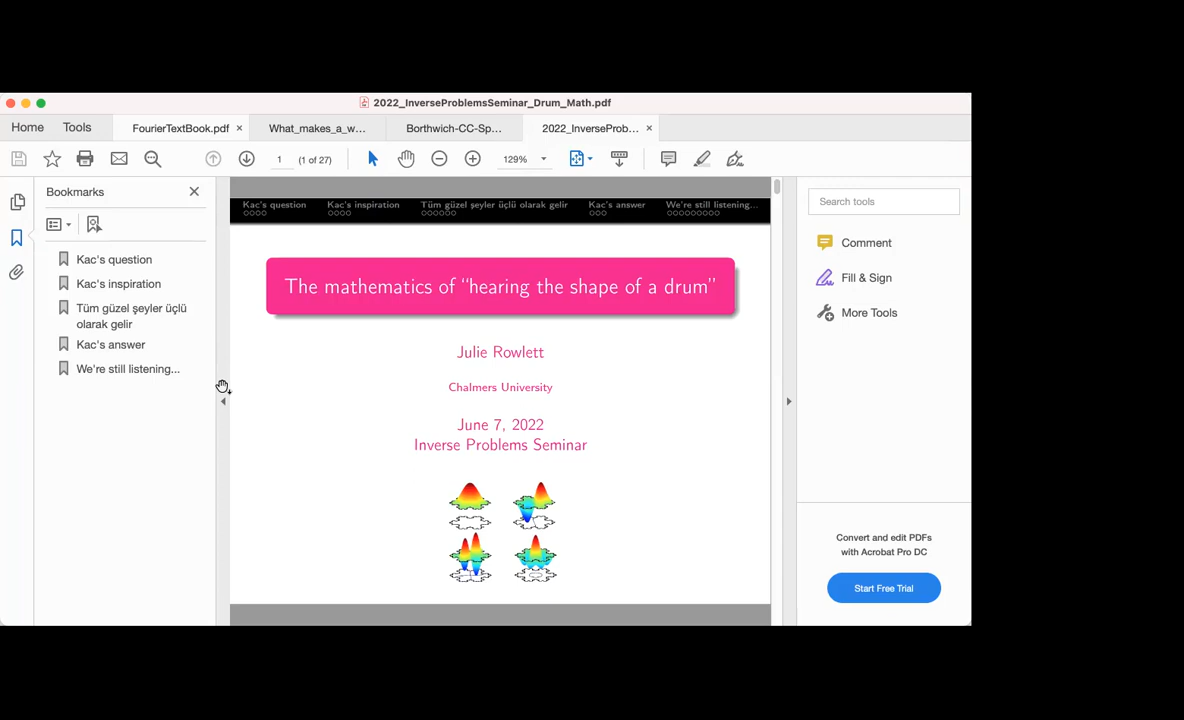 2022_InverseProblemsSeminar_Drum_Math.pdf
Home Tools FourierTextBook.pdf × What_makes_a_w... Borthwich-CC-Sp... 2022_InverseProb... ×
1 (1 of 27) 129%
Bookmarks ×
Kac's question
Kac's inspiration
Tüm güzel şeyler üçlü
olarak gelir
Kac's answer
We're still listening...
Kac's question Kac's inspiration Tüm güzel şeyler üçlü olarak gelir Kac's answer We're still listening...
The mathematics of “hearing the shape of a drum”
Julie Rowlett
Chalmers University
June 7, 2022
Inverse Problems Seminar
Search tools
Comment
Fill & Sign
More Tools
Convert and edit PDFs
with Acrobat Pro DC
Start Free Trial